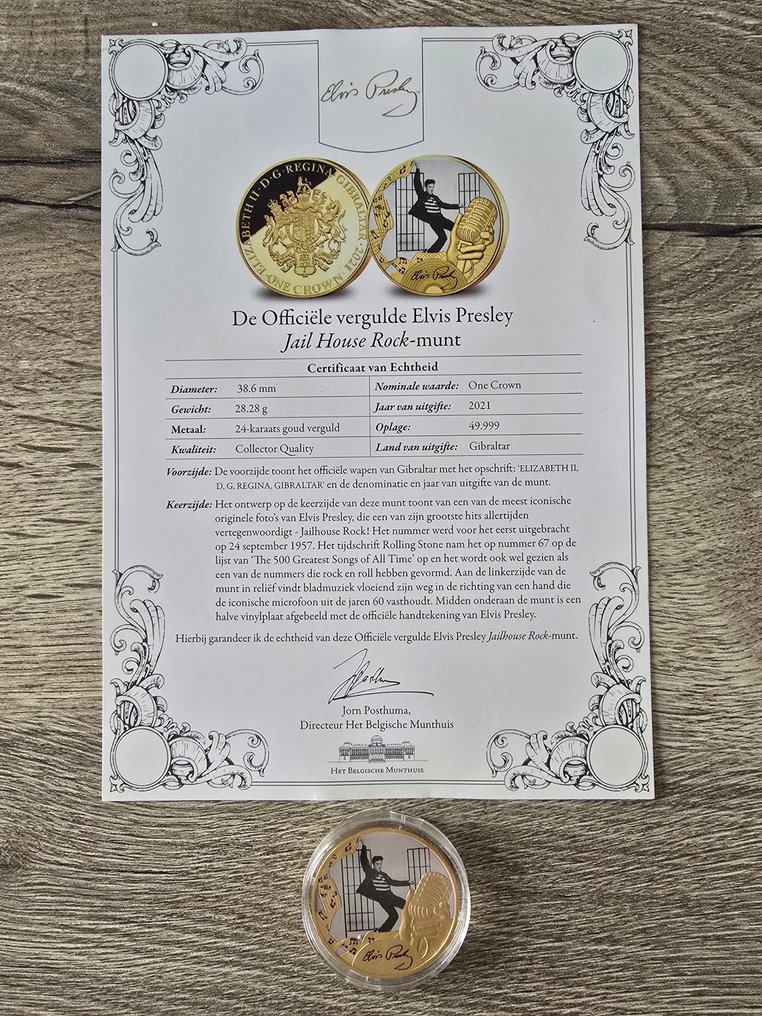 Elvis Presley
ELIZABETH II · D · G · REGINA · GIBRALTAR · 2021
· ONE CROWN ·
Elvis Presley
De Officiële vergulde Elvis Presley
Jail House Rock-munt
Certificaat van Echtheid
Diameter: 38.6 mm Nominale waarde: One Crown
Gewicht: 28.28 g Jaar van uitgifte: 2021
Metaal: 24-karaats goud verguld Oplage: 49.999
Kwaliteit: Collector Quality Land van uitgifte: Gibraltar
Voorzijde: De voorzijde toont het officiële wapen van Gibraltar met het opschrift: 'ELIZABETH II,
D, G, REGINA, GIBRALTAR' en de denominatie en jaar van uitgifte van de munt.
Keerzijde: Het ontwerp op de keerzijde van deze munt toont van een van de meest iconische
originele foto's van Elvis Presley, die een van zijn grootste hits allertijden
vertegenwoordigt - Jailhouse Rock! Het nummer werd voor het eerst uitgebracht
op 24 september 1957. Het tijdschrift Rolling Stone nam het op nummer 67 op de
lijst van 'The 500 Greatest Songs of All Time' op en het wordt ook wel gezien als
een van de nummers die rock en roll hebben gevormd. Aan de linkerzijde van de
munt in reliëf vindt bladmuziek vloeiend zijn weg in de richting van een hand die
de iconische microfoon uit de jaren 60 vasthoudt. Midden onderaan de munt is een
halve vinylplaat afgebeeld met de officiële handtekening van Elvis Presley.
Hierbij garandeer ik de echtheid van deze Officiële vergulde Elvis Presley Jailhouse Rock-munt.
Jorn Posthuma,
Directeur Het Belgische Munthuis
Het Belgische Munthuis
Elvis Presley